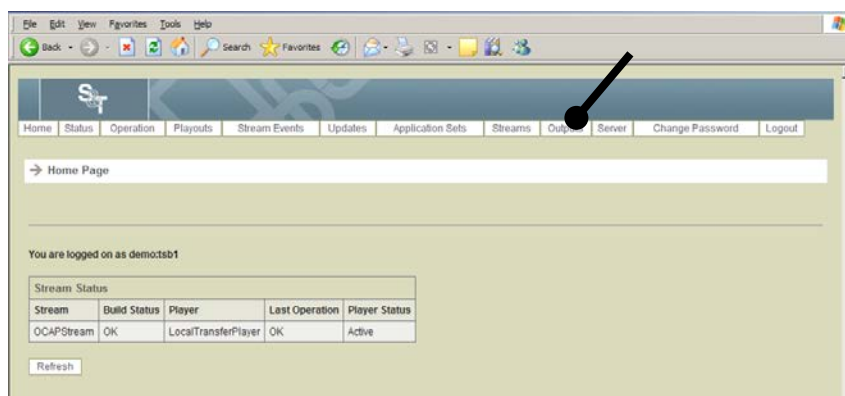 File Edit View Favorites Tools Help
Back Search Favorites
S&T
Home Status Operation Playouts Stream Events Updates Application Sets Streams Server Change Password Logout
Home Page
You are logged on as demo:tsb1
Stream Status
Stream Build Status Player Last Operation Player Status
OCAPStream OK LocalTransferPlayer OK Active
Refresh